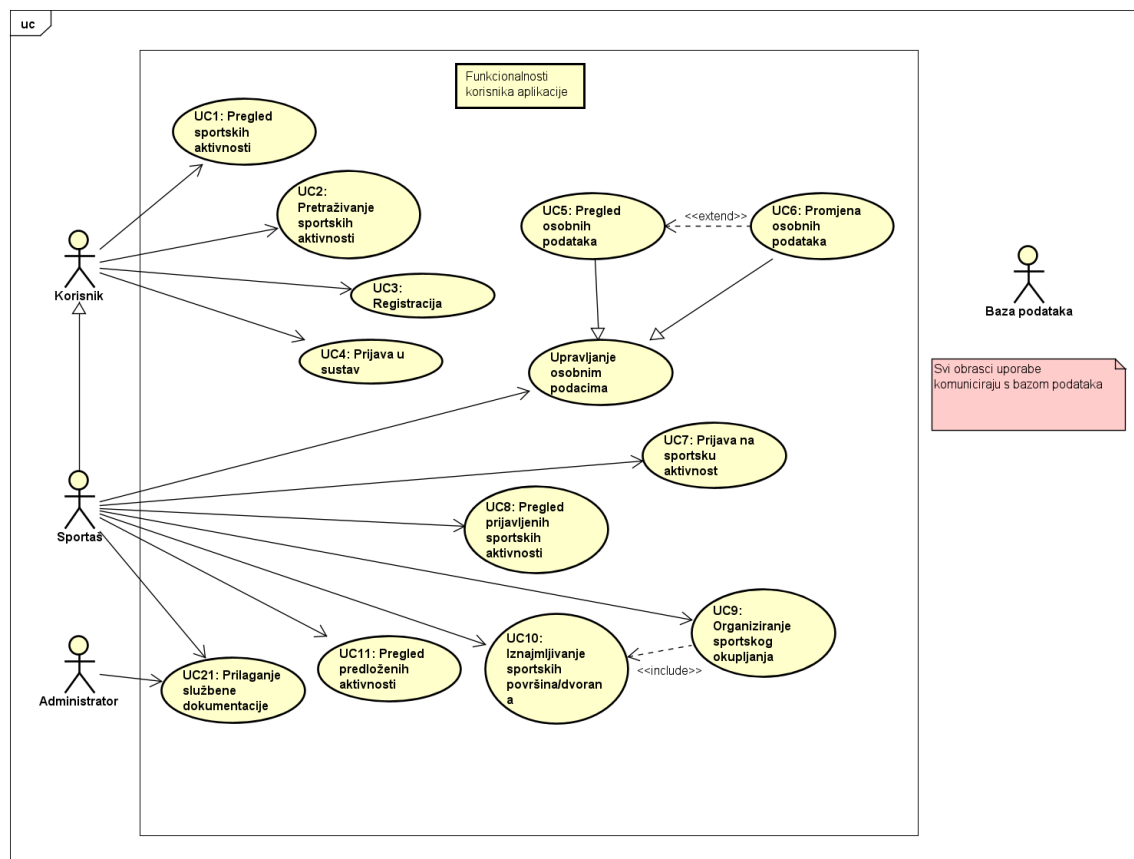 uc
Funkcionalnosti
korisnika aplikacije
UC1: Pregled
sportskih
aktivnosti
UC2:
Pretraživanje
sportskih
aktivnosti
UC5: Pregled
osobnih
podataka
<<extend>>
UC6: Promjena
osobnih
podataka
Korisnik
UC3:
Registracija
Baza podataka
UC4: Prijava u
sustav
Upravljanje
osobnim
podacima
Svi obrasci uporabe
komuniciraju s bazom podataka
UC7: Prijava na
sportsku
aktivnost
Sportaš
UC8: Pregled
prijavljenih
sportskih
aktivnosti
UC9:
Organiziranje
sportskog
okupljanja
UC10:
Iznajmljivanje
sportskih
površina/dvoran
a
<<include>>
UC11: Pregled
predloženih
aktivnosti
UC21: Prilaganje
službene
dokumentacije
Administrator